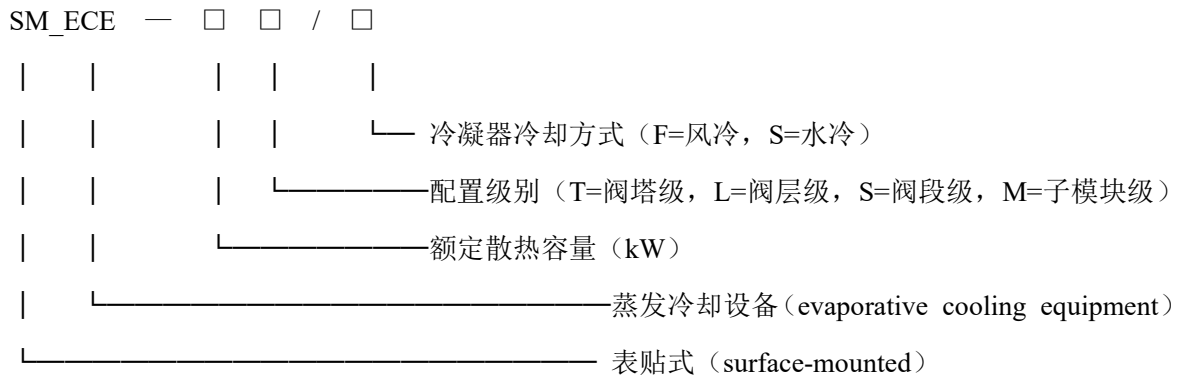 SM_ECE — □ □ / □
冷凝器冷却方式（F=风冷，S=水冷）
配置级别（T=阀塔级，L=阀层级，S=阀段级，M=子模块级）
额定散热容量（kW）
蒸发冷却设备（evaporative cooling equipment）
表贴式（surface-mounted）